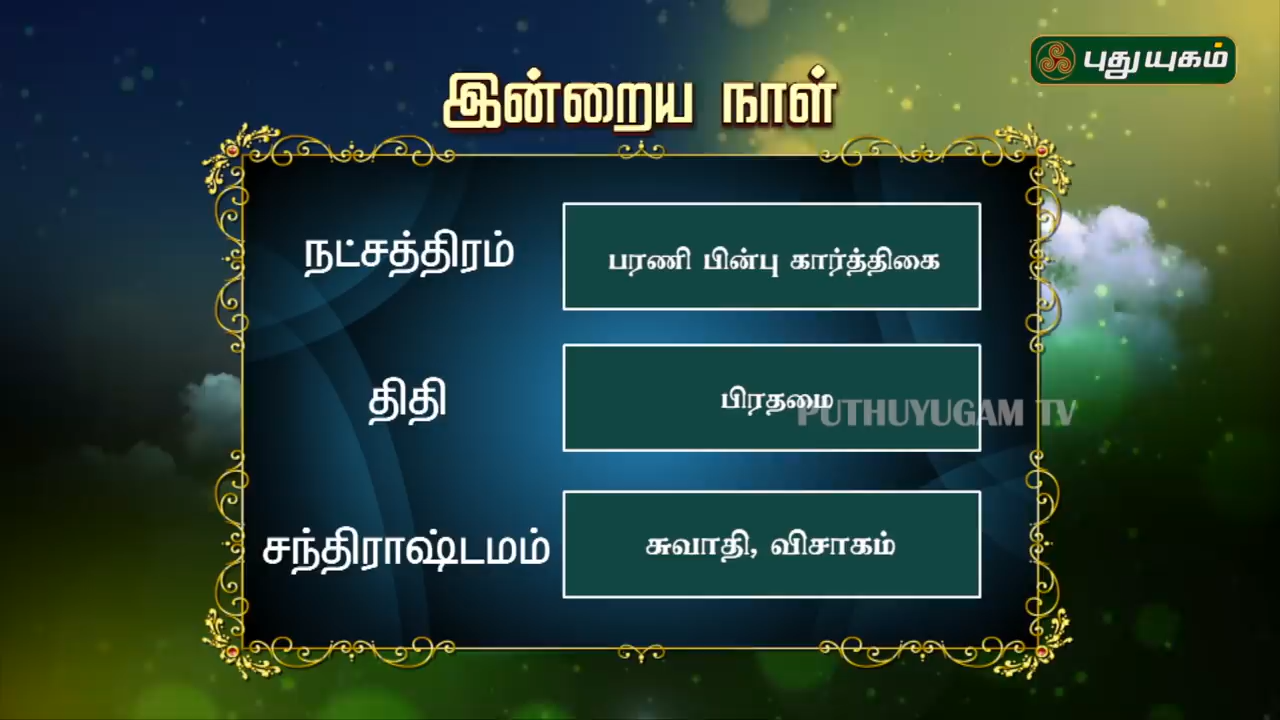 புதுயுகம்
இன்றைய நாள்
நட்சத்திரம்
பரணி பின்பு கார்த்திகை
திதி
பிரதமை
PUTHUYUGAM TV
சந்திராஷ்டமம்
சுவாதி, விசாகம்